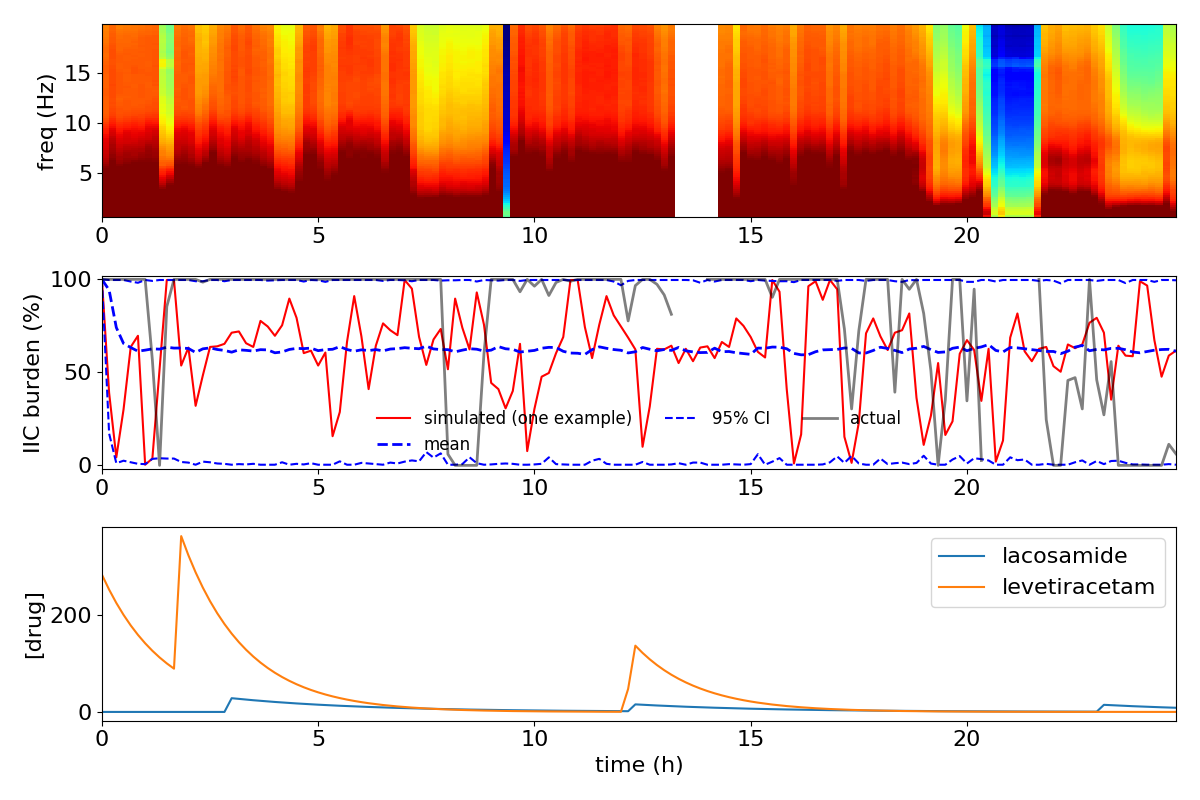 freq (Hz)
15
10
5
0 5 10 15 20
IIC burden (%)
100
50
0
simulated (one example) 95% CI actual
mean
0 5 10 15 20
[drug]
200
0
lacosamide
levetiracetam
0 5 10 15 20
time (h)